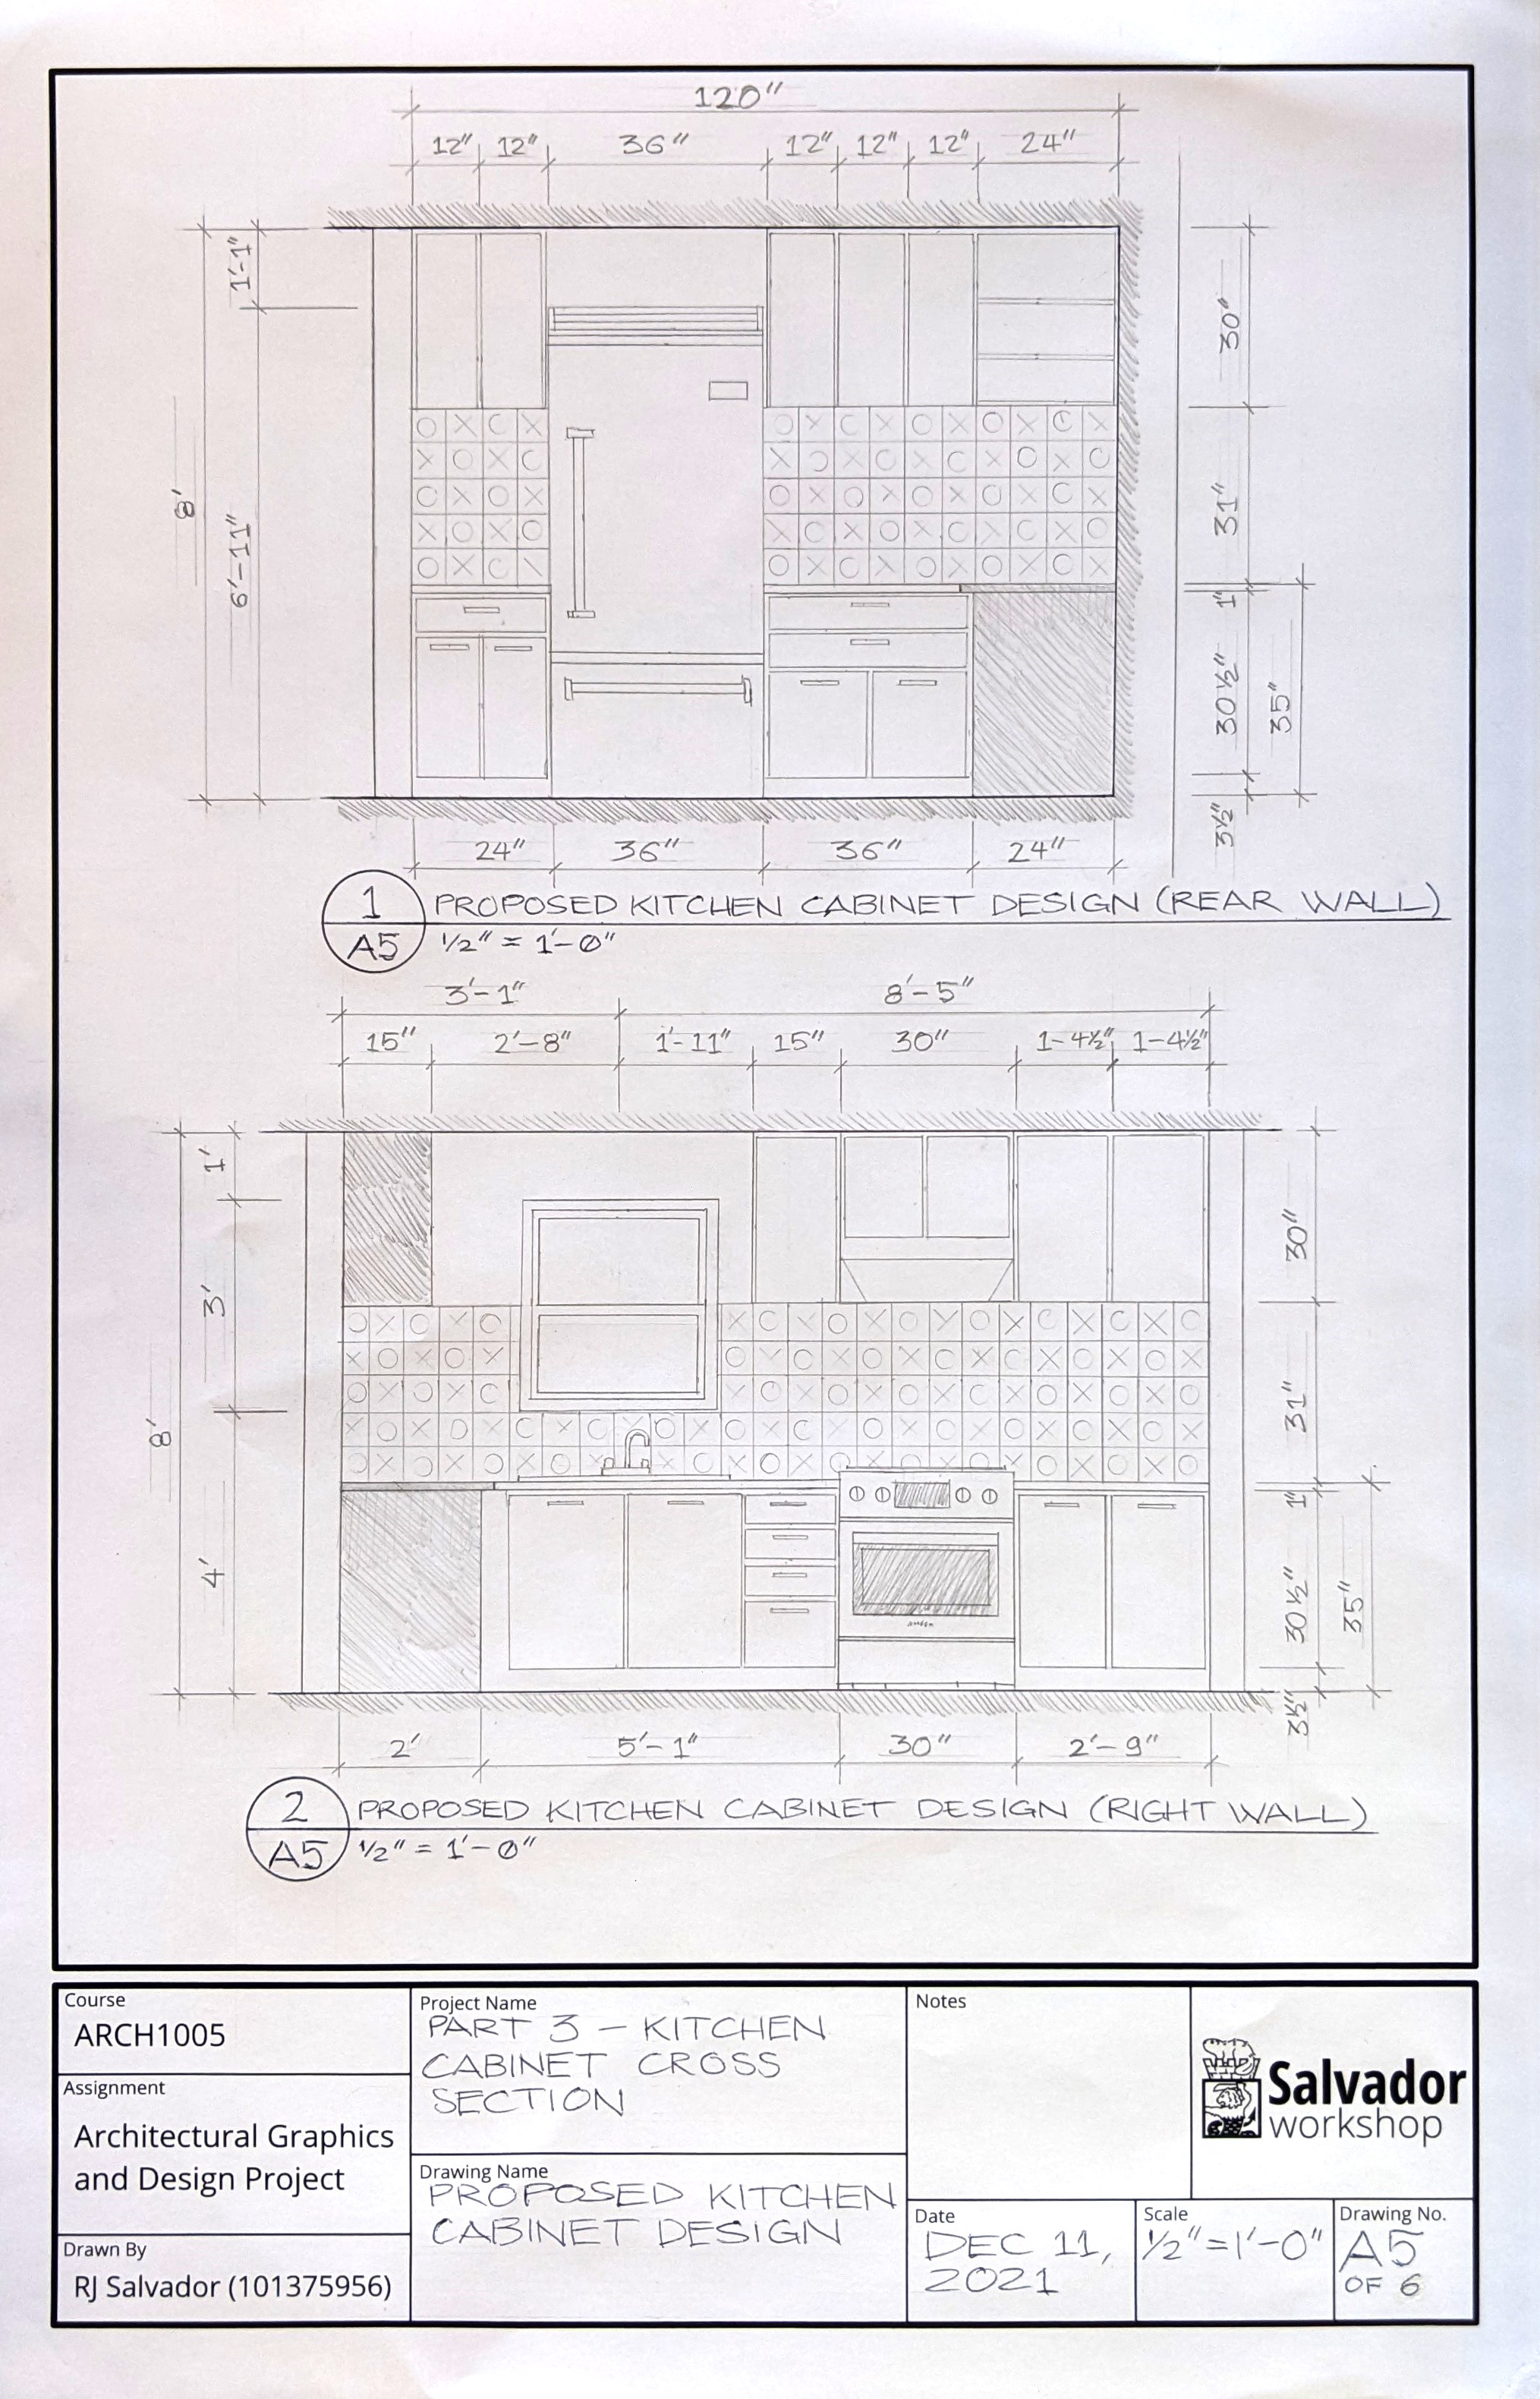 120"
12" 12" 36" 12" 12" 12" 24"
1'-1"
8'
6'-11"
30"
31"
1"
30 ½"
35"
3½"
24" 36" 36" 24"
1
A5
PROPOSED KITCHEN CABINET DESIGN (REAR WALL)
½" = 1'-0"
3'-1" 8'-5"
15" 2'-8" 1'-11" 15" 30" 1-4½" 1-4½"
1'
3'
8'
4'
30"
31"
1"
30 ½"
35"
3½"
2' 5'-1" 30" 2'-9"
2
A5
PROPOSED KITCHEN CABINET DESIGN (RIGHT WALL)
½" = 1'-0"
Course
ARCH1005
Assignment
Architectural Graphics
and Design Project
Drawn By
RJ Salvador (101375956)
Project Name
PART 3 - KITCHEN
CABINET CROSS
SECTION
Drawing Name
PROPOSED KITCHEN
CABINET DESIGN
Notes
Salvador
workshop
Date
DEC 11,
2021
Scale
½"=1'-0"
Drawing No.
A5
OF 6